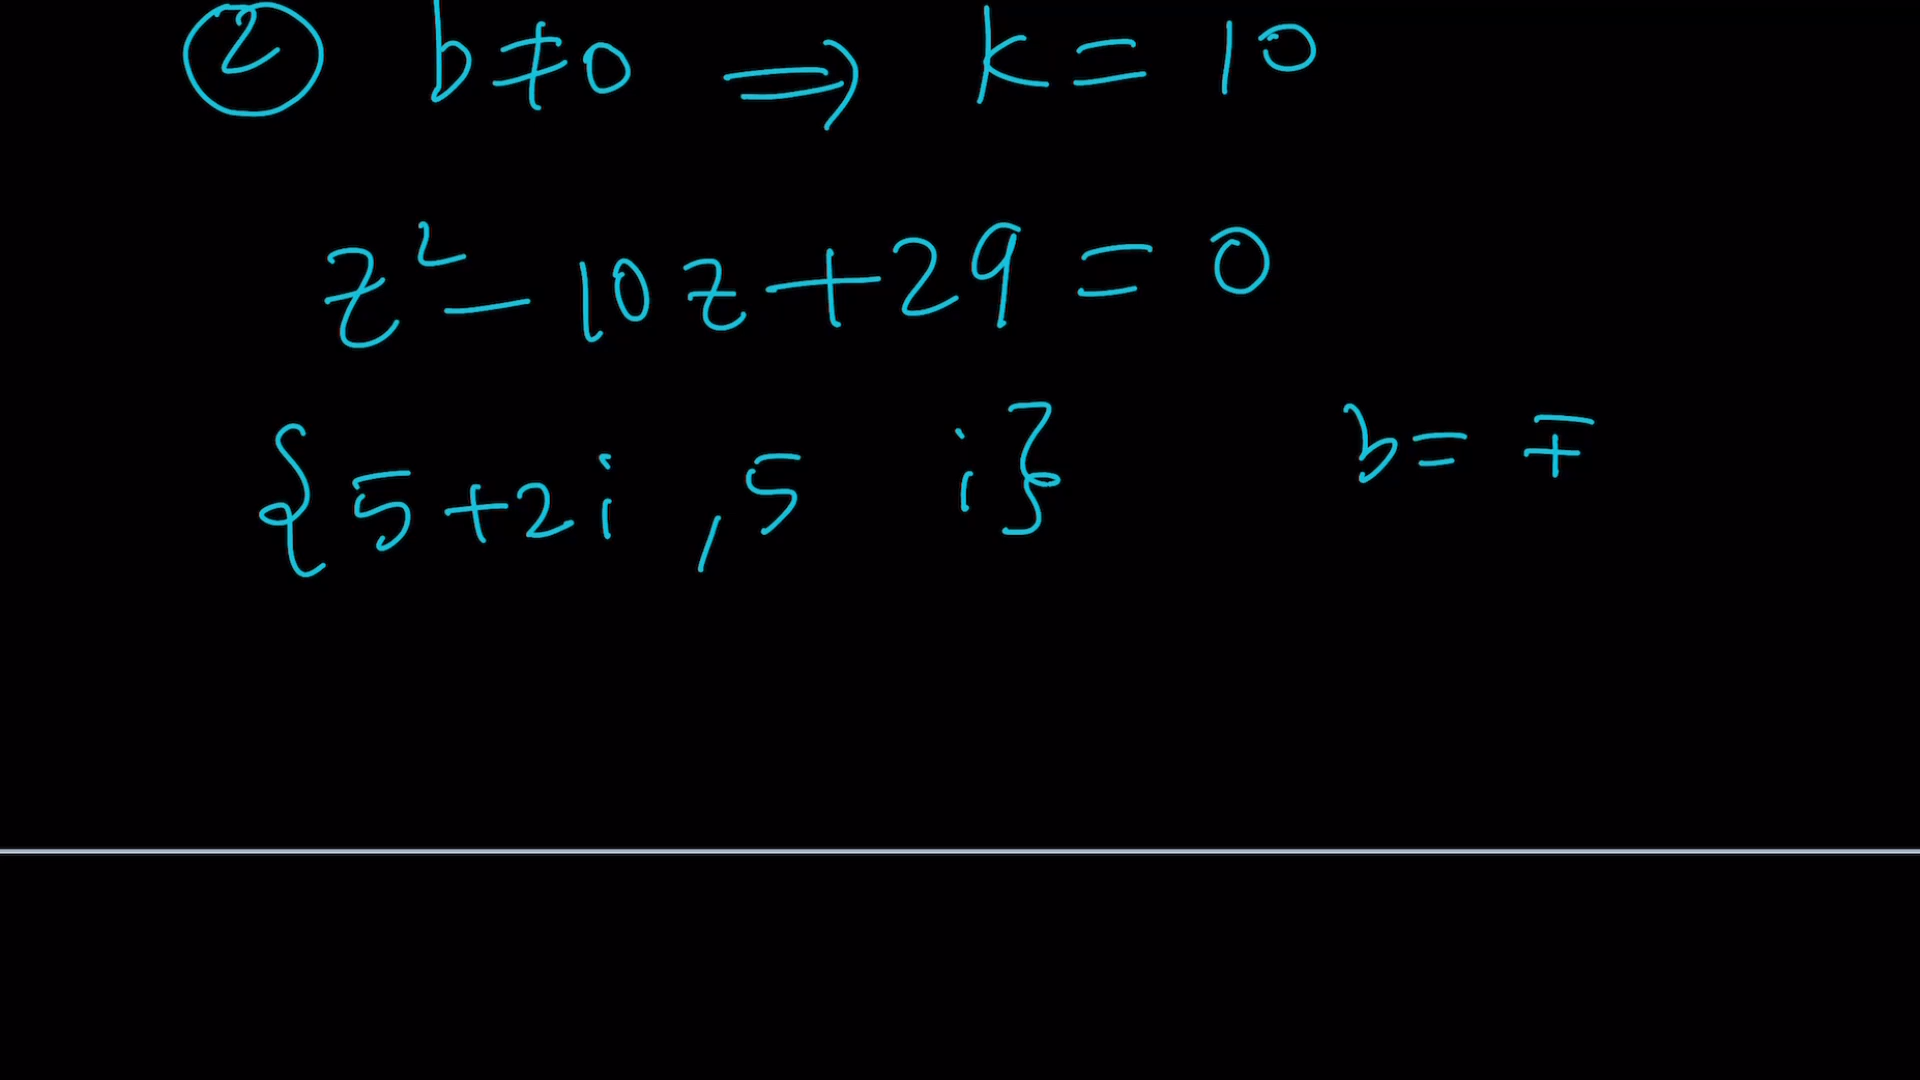 ② b≠0 ⟹ k = 10
z² - 10z + 29 = 0
{5+2i , 5 i} b = ∓